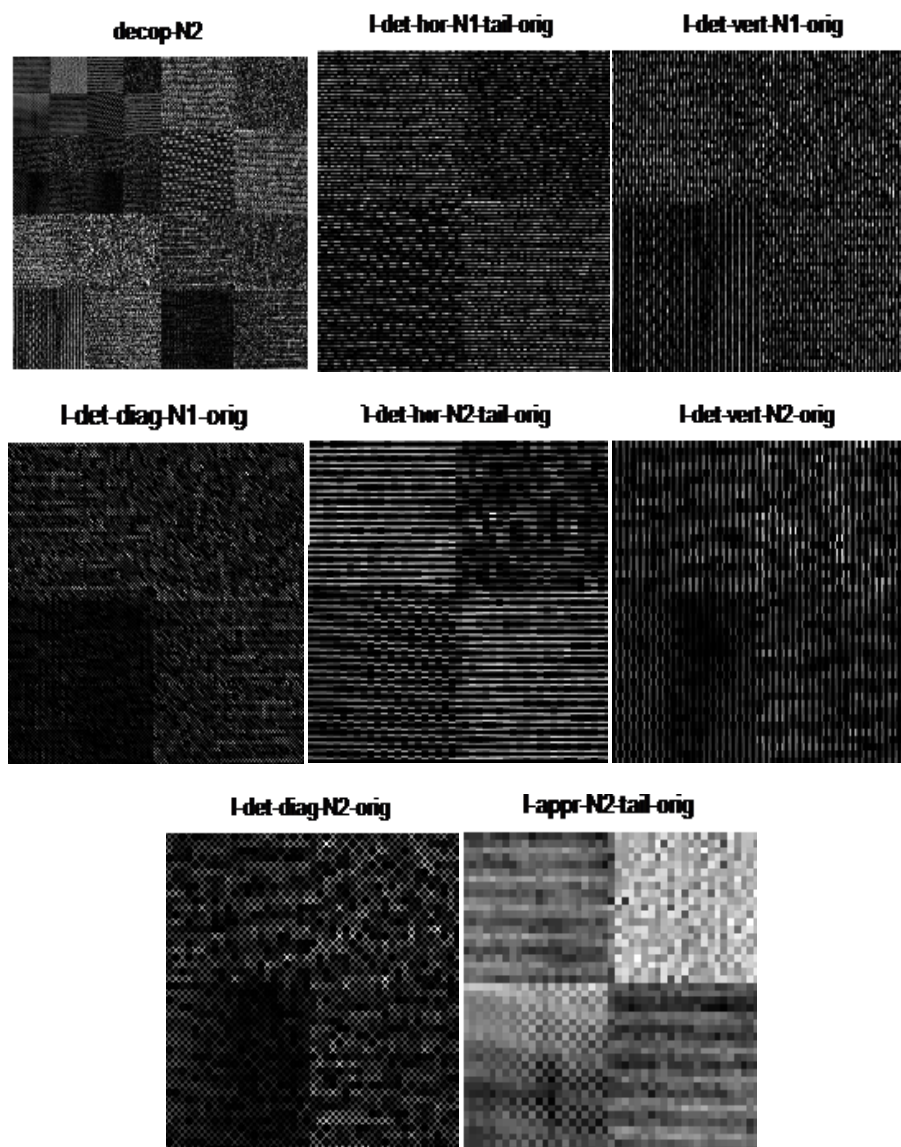 decop-N2
I-det-hor-N1-tail-orig
I-det-vert-N1-orig
I-det-diag-N1-orig
I-det-hor-N2-tail-orig
I-det-vert-N2-orig
I-det-diag-N2-orig
I-appr-N2-tail-orig